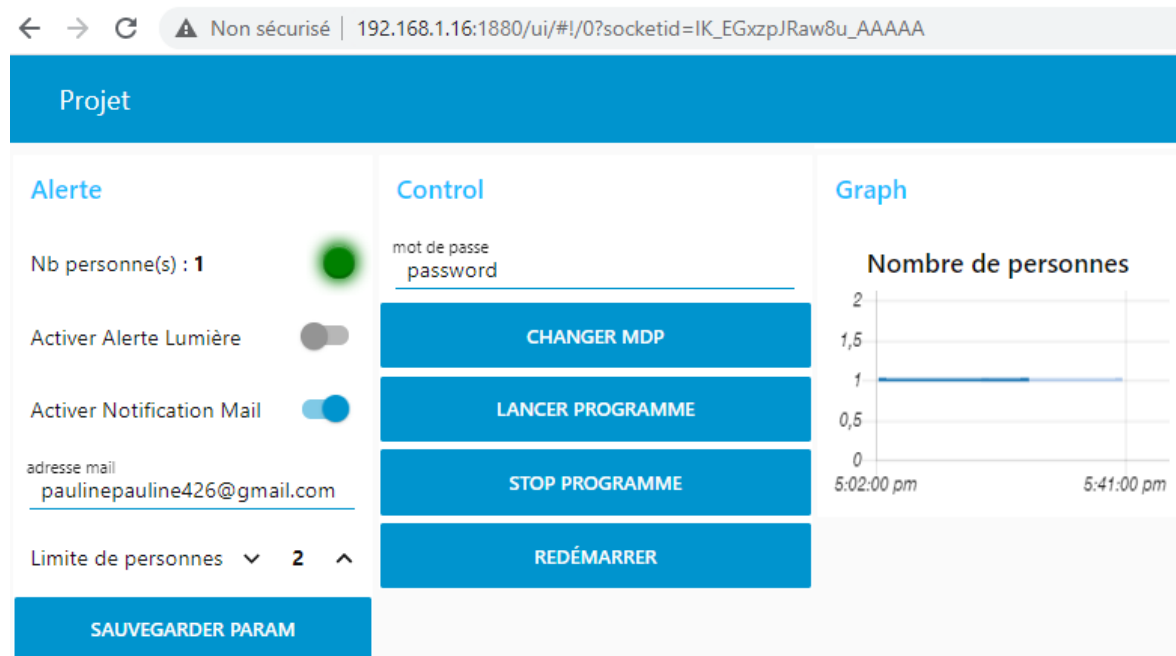 Non sécurisé | 192.168.1.16:1880/ui/#!/0?socketid=IK_EGxzpJRaw8u_AAAAA
Projet
Alerte
Nb personne(s) : 1
Activer Alerte Lumière
Activer Notification Mail
adresse mail
paulinepauline426@gmail.com
Limite de personnes 2
SAUVEGARDER PARAM
Control
mot de passe
password
CHANGER MDP
LANCER PROGRAMME
STOP PROGRAMME
REDÉMARRER
Graph
Nombre de personnes
2
1,5
1
0,5
0
5:02:00 pm 5:41:00 pm